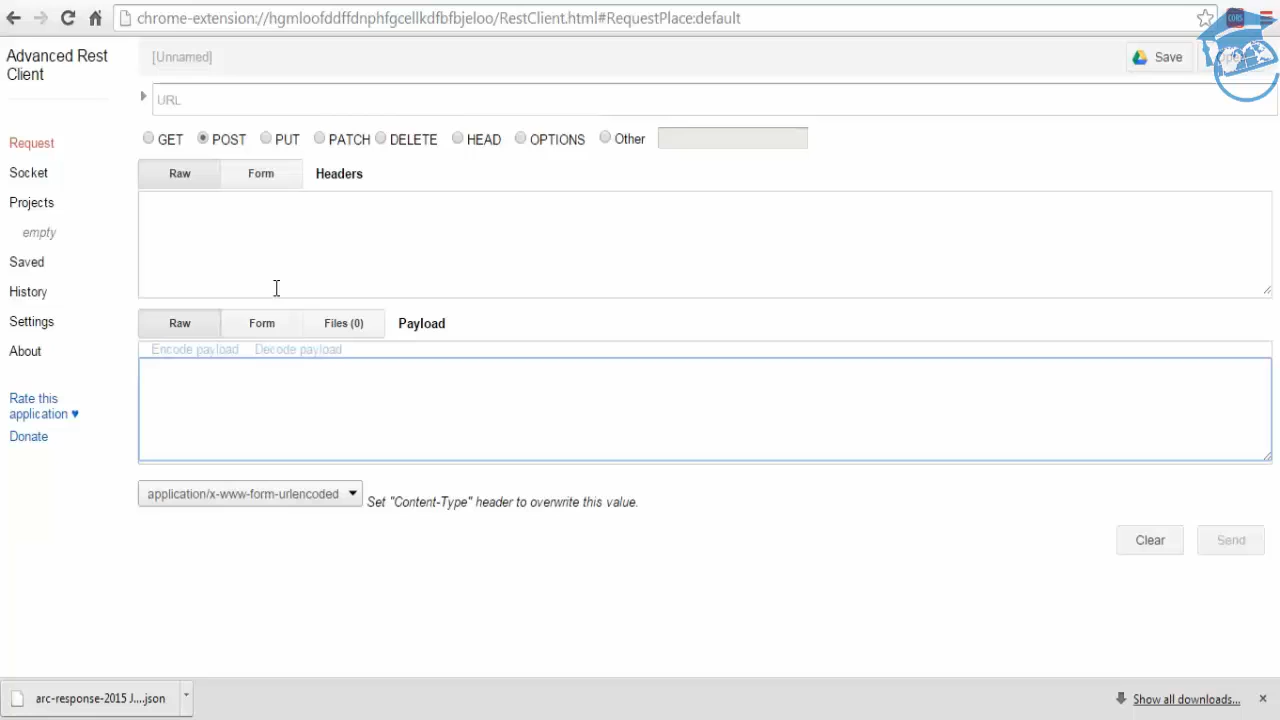 chrome-extension://hgmloofddffdnphfgcellkdfbfbjeloo/RestClient.html#RequestPlace:default
CORS
Advanced Rest
Client
[Unnamed]
Save
URL
GET POST PUT PATCH DELETE HEAD OPTIONS Other
Request
Socket
Projects
empty
Saved
History
Settings
About
Rate this
application ♥
Donate
Raw Form Headers
Raw Form Files (0) Payload
Encode payload Decode payload
application/x-www-form-urlencoded Set "Content-Type" header to overwrite this value.
Clear Send
arc-response-2015 J....json
Show all downloads...